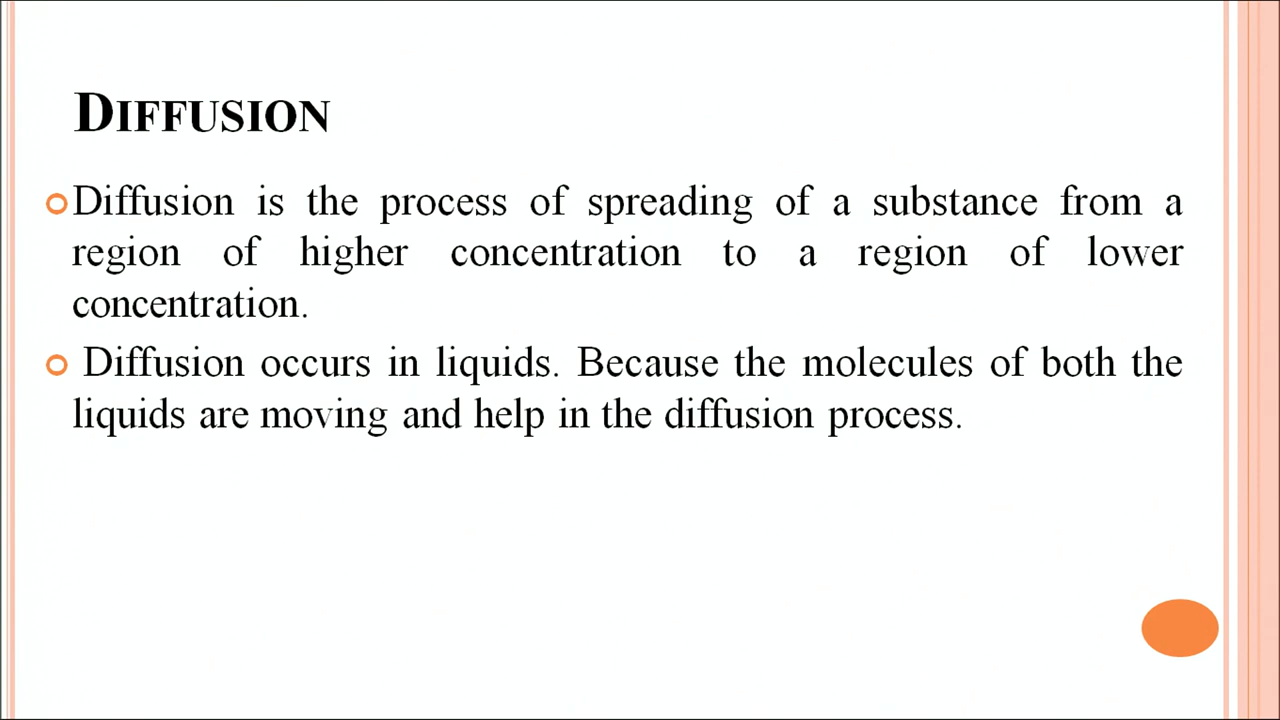 DIFFUSION
Diffusion is the process of spreading of a substance from a
region of higher concentration to a region of lower
concentration.
Diffusion occurs in liquids. Because the molecules of both the
liquids are moving and help in the diffusion process.